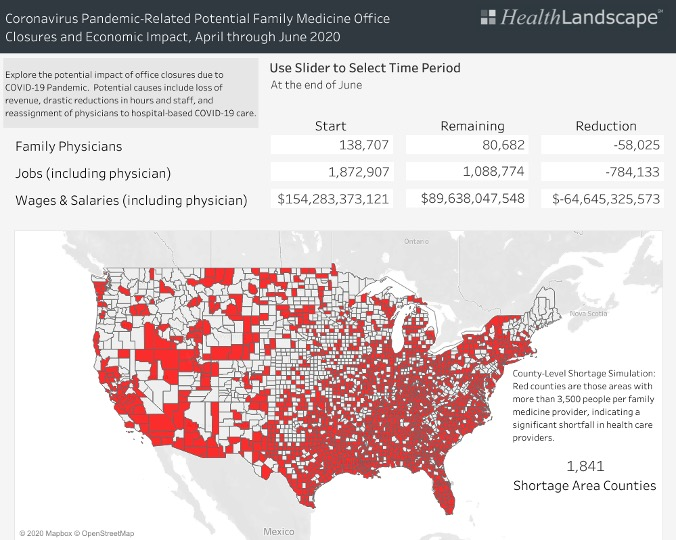 Coronavirus Pandemic-Related Potential Family Medicine Office
Closures and Economic Impact, April through June 2020
HealthLandscape
Explore the potential impact of office closures due to
COVID-19 Pandemic. Potential causes include loss of
revenue, drastic reductions in hours and staff, and
reassignment of physicians to hospital-based COVID-19 care.
Use Slider to Select Time Period
At the end of June
Start Remaining Reduction
Family Physicians 138,707 80,682 -58,025
Jobs (including physician) 1,872,907 1,088,774 -784,133
Wages & Salaries (including physician) $154,283,373,121 $89,638,047,548 $-64,645,325,573
Ontario
Nova Scotia
County-Level Shortage Simulation:
Red counties are those areas with
more than 3,500 people per family
medicine provider, indicating a
significant shortfall in health care
providers.
1,841
Shortage Area Counties
Mexico
© 2020 Mapbox © OpenStreetMap